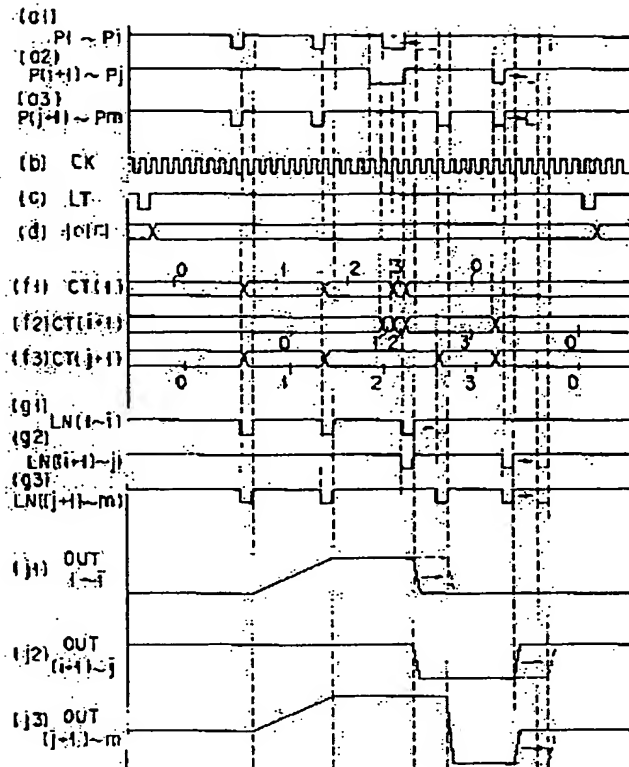 (a1)
P1 ~ Pi
(a2)
P(i+1) ~ Pj
(a3)
P(j+1) ~ Pm
(b) CK
(c) LT
(d)
0 1 2 3 0
(f1) CT(1)
(f2) CT(i+1)
0 1 2 3 0
(f3) CT(j+1)
0 1 2 3 0
(g1)
LN(1~i)
(g2)
LN((i+1)~j)
(g3)
LN((j+1)~m)
(j1) OUT
1~i
(j2) OUT
(i+1)~j
(j3) OUT
(j+1)~m